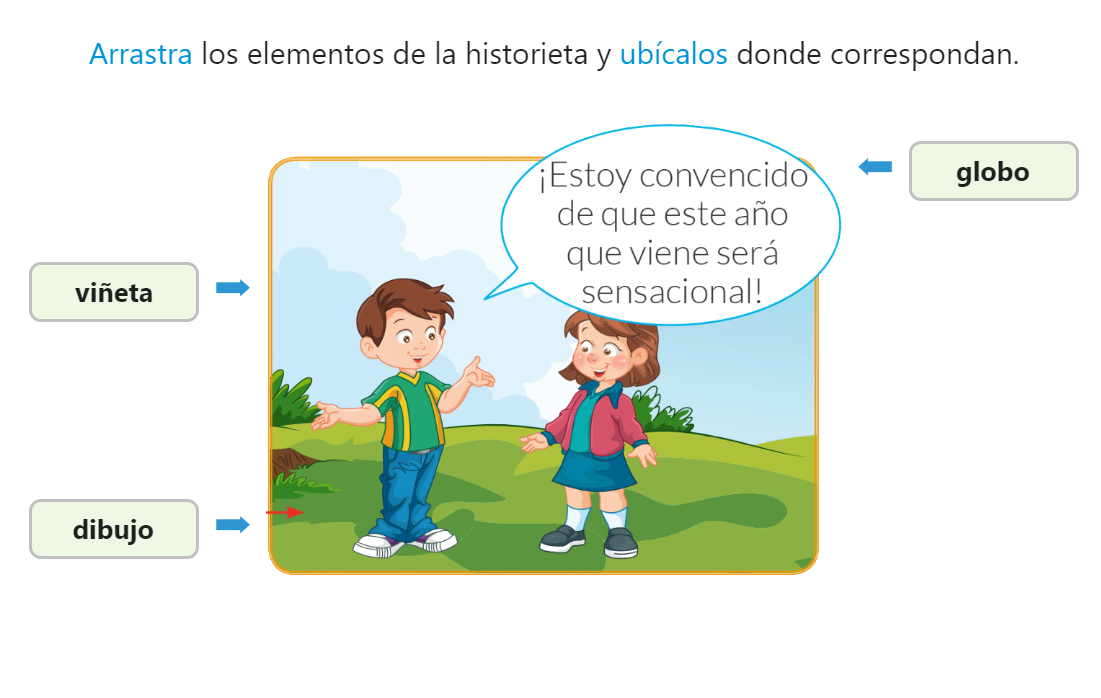 Arrastra los elementos de la historieta y ubícalos donde correspondan.
¡Estoy convencido
de que este año
que viene será
sensacional!
globo
viñeta
dibujo